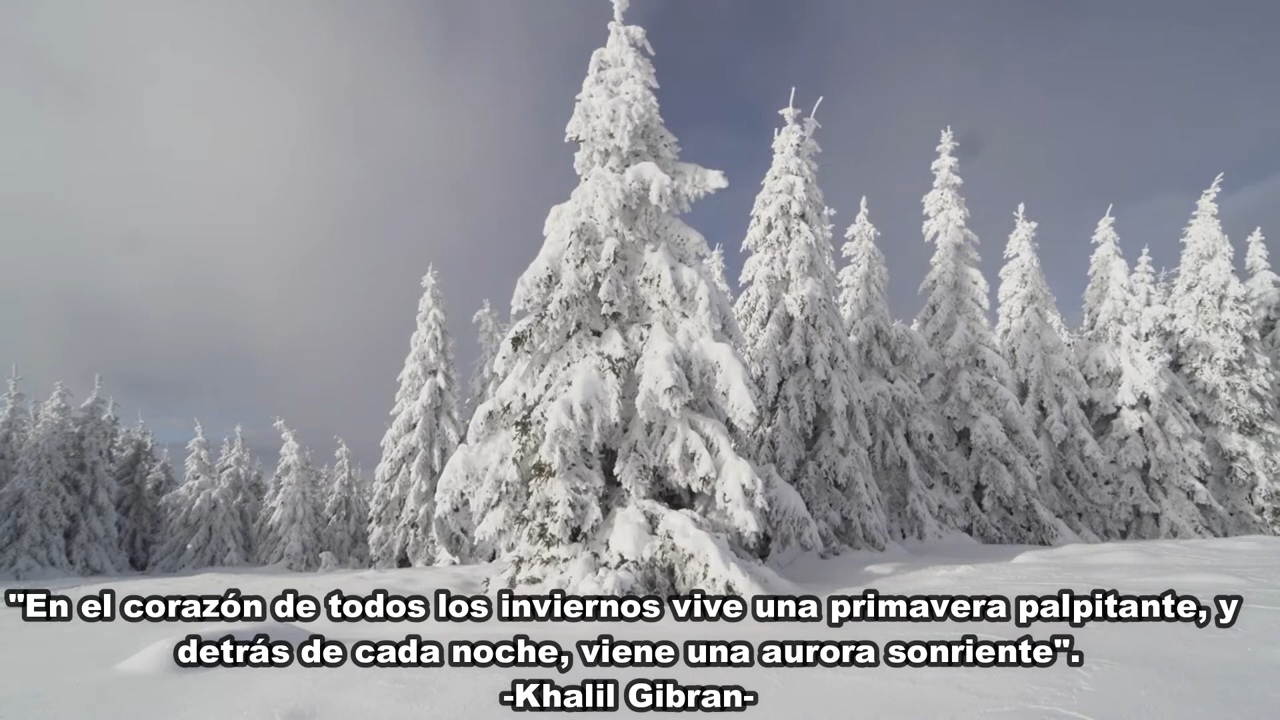 "En el corazón de todos los inviernos vive una primavera palpitante, y
detrás de cada noche, viene una aurora sonriente".
-Khalil Gibran-